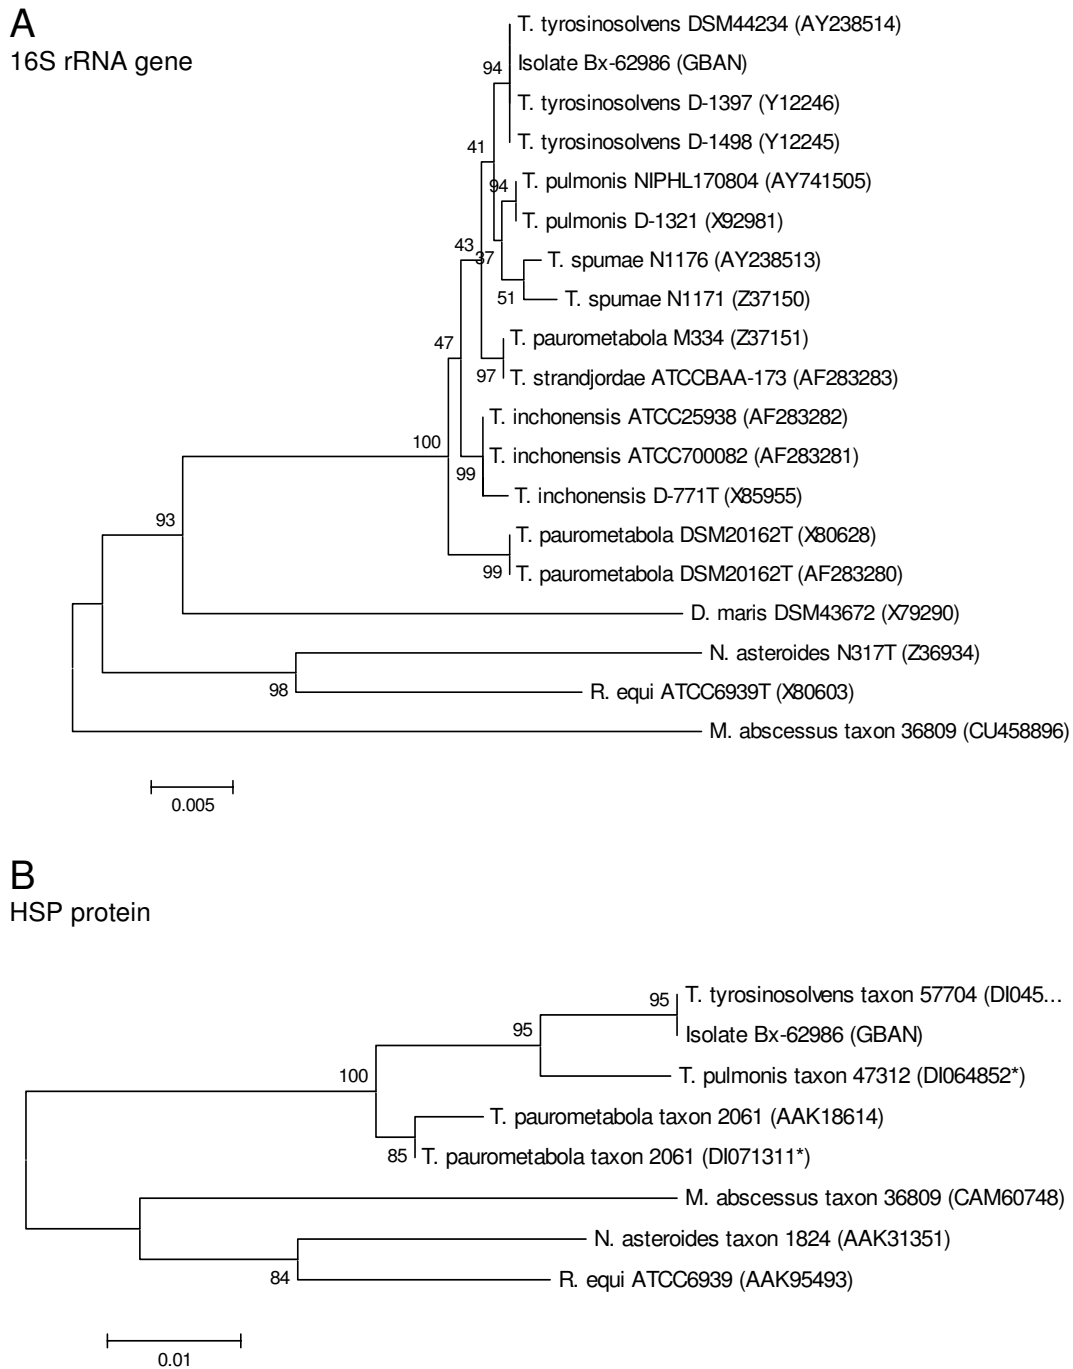 A
16S rRNA gene
T. tyrosinosolvens DSM44234 (AY238514)
94
Isolate Bx-62986 (GBAN)
T. tyrosinosolvens D-1397 (Y12246)
T. tyrosinosolvens D-1498 (Y12245)
41
94
T. pulmonis NIPHL170804 (AY741505)
T. pulmonis D-1321 (X92981)
43
37
T. spumae N1176 (AY238513)
51
T. spumae N1171 (Z37150)
47
T. paurometabola M334 (Z37151)
97
T. strandjordae ATCCBAA-173 (AF283283)
T. inchonensis ATCC25938 (AF283282)
100
T. inchonensis ATCC700082 (AF283281)
99
T. inchonensis D-771T (X85955)
93
T. paurometabola DSM20162T (X80628)
99
T. paurometabola DSM20162T (AF283280)
D. maris DSM43672 (X79290)
N. asteroides N317T (Z36934)
98
R. equi ATCC6939T (X80603)
M. abscessus taxon 36809 (CU458896)
0.005
B
HSP protein
95
T. tyrosinosolvens taxon 57704 (DI045...
95
Isolate Bx-62986 (GBAN)
100
T. pulmonis taxon 47312 (DI064852*)
T. paurometabola taxon 2061 (AAK18614)
85
T. paurometabola taxon 2061 (DI071311*)
M. abscessus taxon 36809 (CAM60748)
N. asteroides taxon 1824 (AAK31351)
84
R. equi ATCC6939 (AAK95493)
0.01